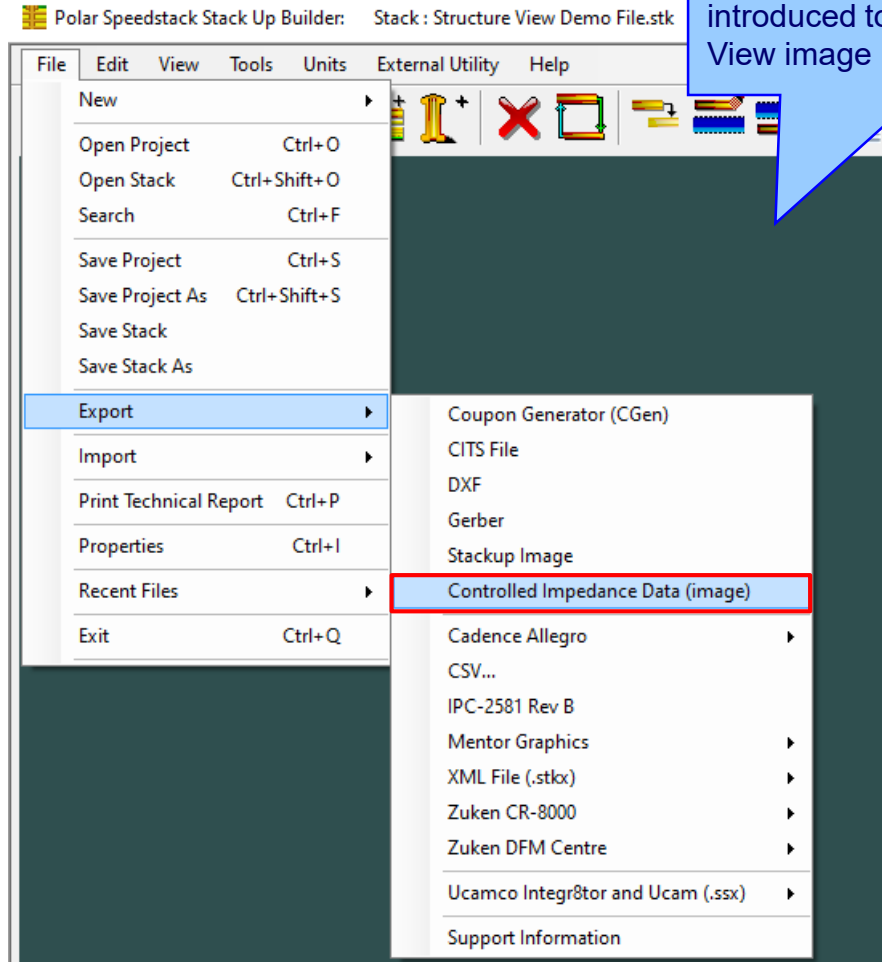 Polar Speedstack Stack Up Builder: Stack : Structure View Demo File.stk
introduced to
View image
File Edit View Tools Units External Utility Help
New
Open Project Ctrl+O
Open Stack Ctrl+Shift+O
Search Ctrl+F
Save Project Ctrl+S
Save Project As Ctrl+Shift+S
Save Stack
Save Stack As
Export
Import
Print Technical Report Ctrl+P
Properties Ctrl+I
Recent Files
Exit Ctrl+Q
Coupon Generator (CGen)
CITS File
DXF
Gerber
Stackup Image
Controlled Impedance Data (image)
Cadence Allegro
CSV...
IPC-2581 Rev B
Mentor Graphics
XML File (.stkx)
Zuken CR-8000
Zuken DFM Centre
Ucamco Integr8tor and Ucam (.ssx)
Support Information